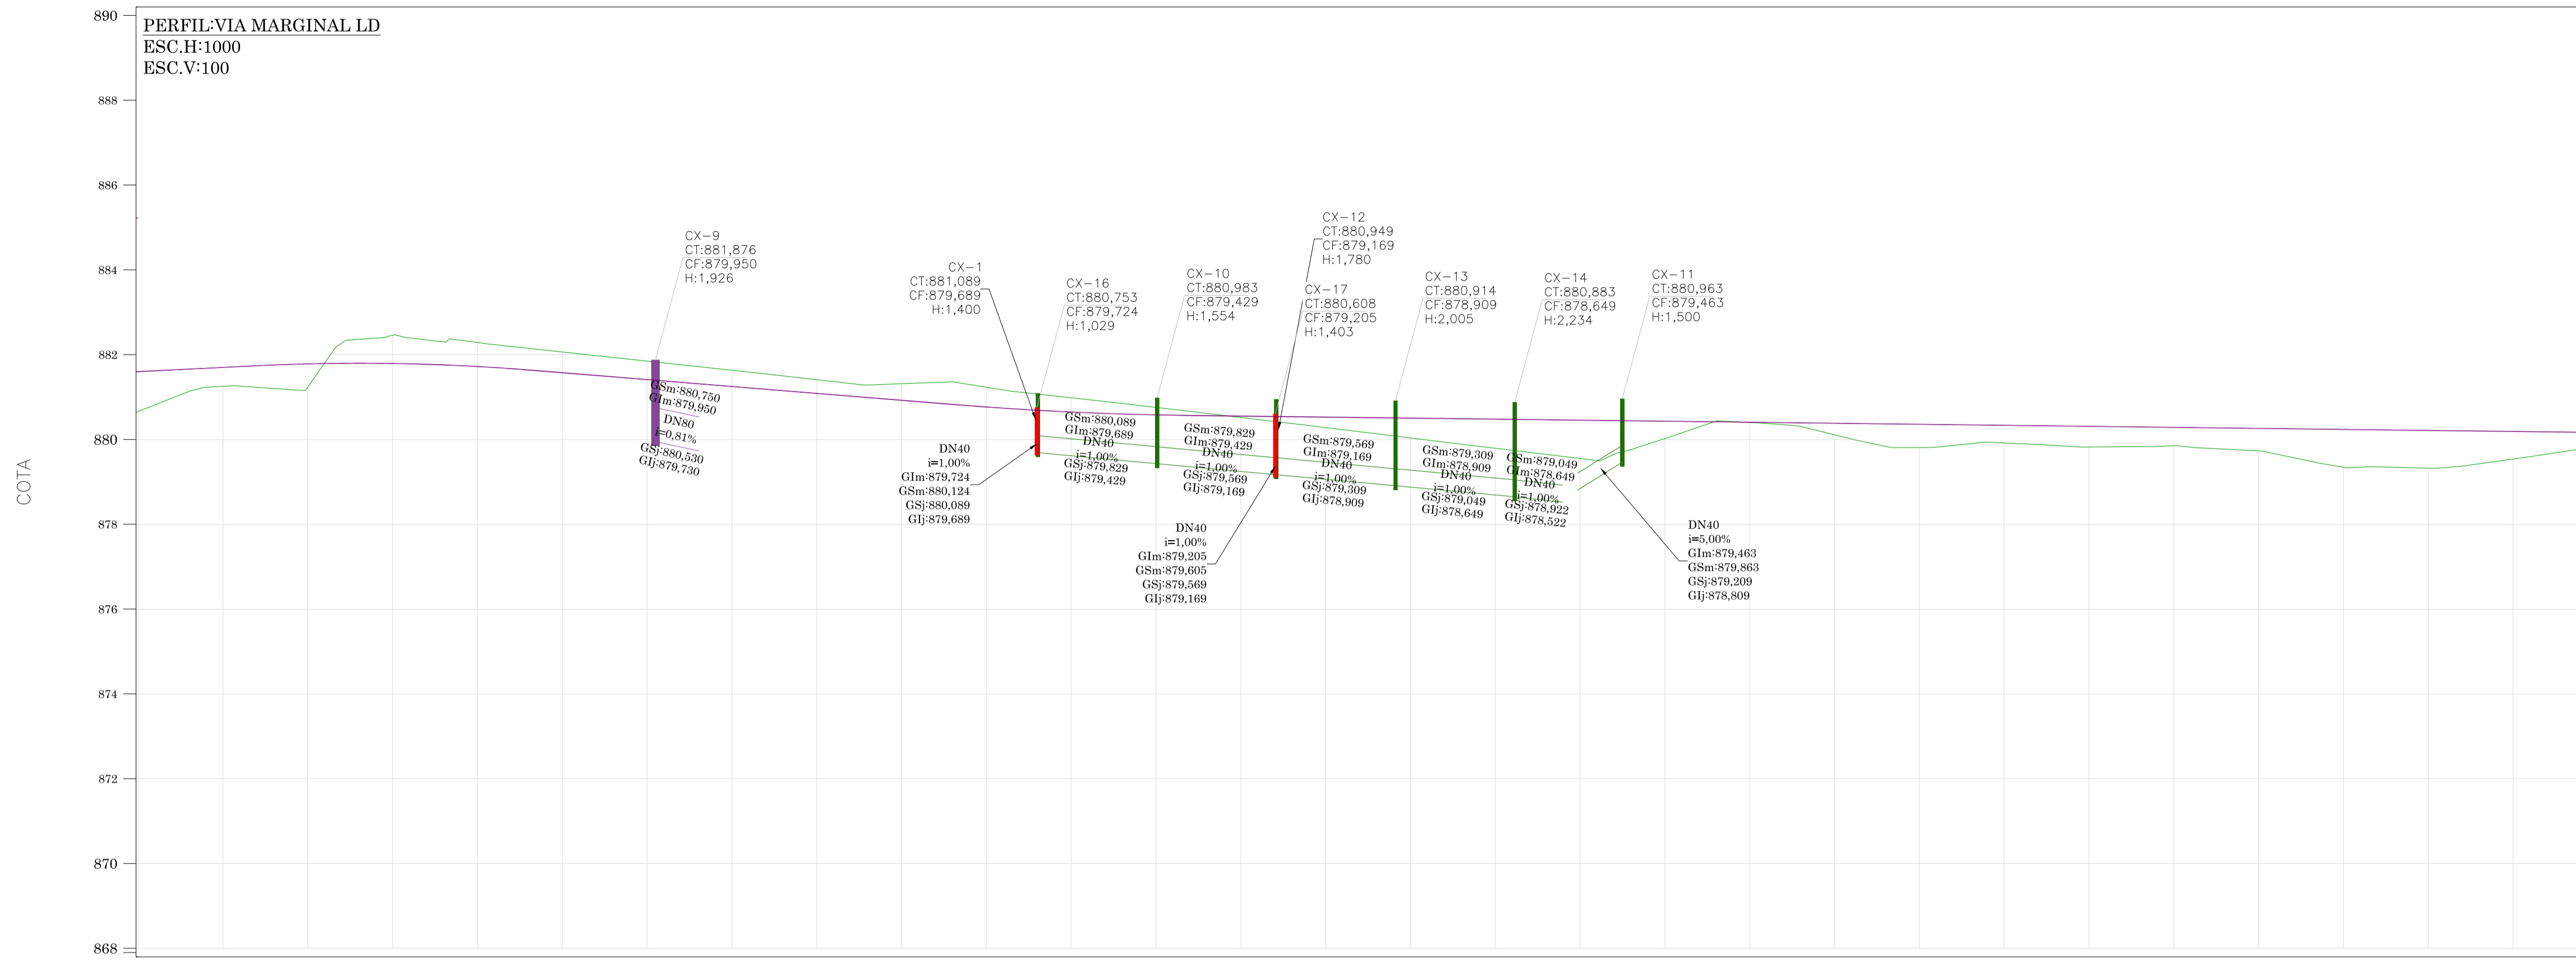 PERFIL:VIA MARGINAL LD
ESC.H:1000
ESC.V:100
COTA
890
888
886
884
882
880
878
876
874
872
870
868
CX-9
CT:881,876
CF:879,950
H:1,926
GSm:880,750
GIm:879,950
DN80
i=0,81%
GSj:880,530
GIj:879,730
CX-1
CT:881,089
CF:879,689
H:1,400
DN40
i=1,00%
GIm:879,724
GSm:880,124
GSj:880,089
GIj:879,689
CX-16
CT:880,753
CF:879,724
H:1,029
GSm:880,089
GIm:879,689
DN40
i=1,00%
GSj:879,829
GIj:879,429
CX-10
CT:880,983
CF:879,429
H:1,554
GSm:879,829
GIm:879,429
DN40
i=1,00%
GSj:879,569
GIj:879,169
CX-12
CT:880,949
CF:879,169
H:1,780
CX-17
CT:880,608
CF:879,205
H:1,403
DN40
i=1,00%
GIm:879,205
GSm:879,605
GSj:879,569
GIj:879,169
GSm:879,569
GIm:879,169
DN40
i=1,00%
GSj:879,309
GIj:878,909
CX-13
CT:880,914
CF:878,909
H:2,005
GSm:879,309
GIm:878,909
DN40
i=1,00%
GSj:879,049
GIj:878,649
CX-14
CT:880,883
CF:878,649
H:2,234
GSm:879,049
GIm:878,649
DN40
i=1,00%
GSj:878,922
GIj:878,522
CX-11
CT:880,963
CF:879,463
H:1,500
DN40
i=5,00%
GIm:879,463
GSm:879,863
GSj:879,209
GIj:878,809